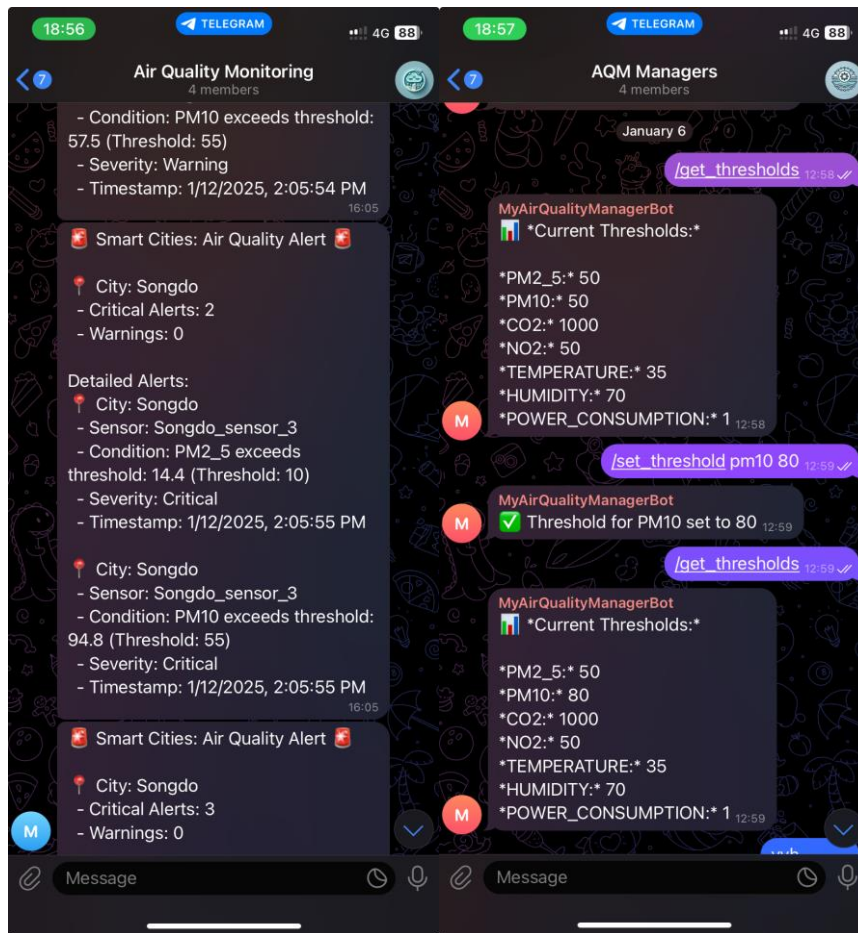 18:56
TELEGRAM
4G 88
7
Air Quality Monitoring
4 members
- Condition: PM10 exceeds threshold:
57.5 (Threshold: 55)
- Severity: Warning
- Timestamp: 1/12/2025, 2:05:54 PM
16:05
🚨 Smart Cities: Air Quality Alert 🚨
📍 City: Songdo
- Critical Alerts: 2
- Warnings: 0
Detailed Alerts:
📍 City: Songdo
- Sensor: Songdo_sensor_3
- Condition: PM2_5 exceeds
threshold: 14.4 (Threshold: 10)
- Severity: Critical
- Timestamp: 1/12/2025, 2:05:55 PM
📍 City: Songdo
- Sensor: Songdo_sensor_3
- Condition: PM10 exceeds threshold:
94.8 (Threshold: 55)
- Severity: Critical
- Timestamp: 1/12/2025, 2:05:55 PM
16:05
🚨 Smart Cities: Air Quality Alert 🚨
📍 City: Songdo
- Critical Alerts: 3
- Warnings: 0
M
Message
18:57
TELEGRAM
4G 88
7
AQM Managers
4 members
January 6
/get_thresholds 12:58
MyAirQualityManagerBot
📊 *Current Thresholds:*
*PM2_5:* 50
*PM10:* 50
*CO2:* 1000
*NO2:* 50
*TEMPERATURE:* 35
*HUMIDITY:* 70
*POWER_CONSUMPTION:* 1 12:58
M
/set_threshold pm10 80 12:59
MyAirQualityManagerBot
✅ Threshold for PM10 set to 80 12:59
M
/get_thresholds 12:59
MyAirQualityManagerBot
📊 *Current Thresholds:*
*PM2_5:* 50
*PM10:* 80
*CO2:* 1000
*NO2:* 50
*TEMPERATURE:* 35
*HUMIDITY:* 70
*POWER_CONSUMPTION:* 1 12:59
M
Message